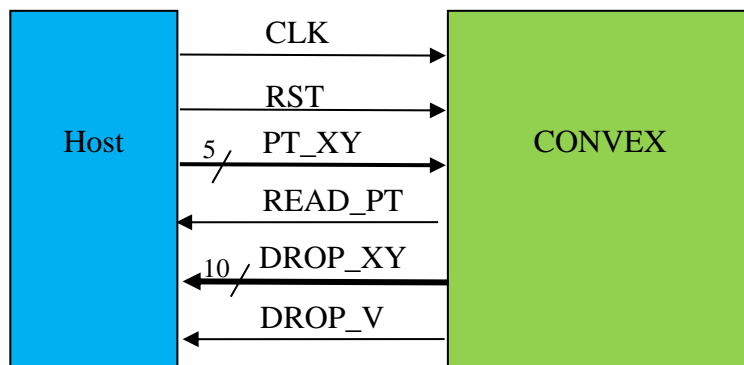 CLK
RST
Host
5
PT_XY
CONVEX
READ_PT
10
DROP_XY
DROP_V